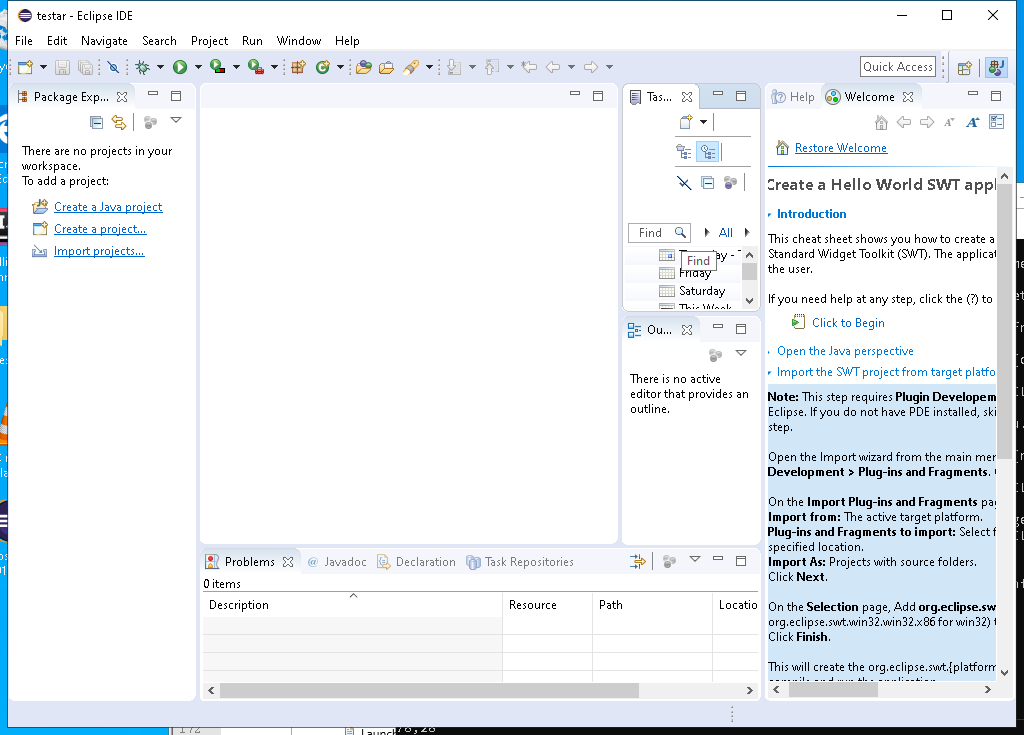 testar - Eclipse IDE
File Edit Navigate Search Project Run Window Help
Quick Access
Package Exp...
There are no projects in your
workspace.
To add a project:
Create a Java project
Create a project...
Import projects...
Tas...
Find
All
Find
Friday
Saturday
This Week
Ou...
There is no active
editor that provides an
outline.
Help Welcome
Restore Welcome
Create a Hello World SWT appl
Introduction
This cheat sheet shows you how to create a
Standard Widget Toolkit (SWT). The applicat
the user.
If you need help at any step, click the (?) to
Click to Begin
Open the Java perspective
Import the SWT project from target platfo
Note: This step requires Plugin Developem
Eclipse. If you do not have PDE installed, ski
step.
Open the Import wizard from the main men
Development > Plug-ins and Fragments.
On the Import Plug-ins and Fragments pag
Import from: The active target platform.
Plug-ins and Fragments to import: Select f
specified location.
Import As: Projects with source folders.
Click Next.
On the Selection page, Add org.eclipse.sw
org.eclipse.swt.win32.win32.x86 for win32) t
Click Finish.
This will create the org.eclipse.swt.{platform
compile and run the application
Problems @ Javadoc Declaration Task Repositories
0 items
Description Resource Path Locatio
172